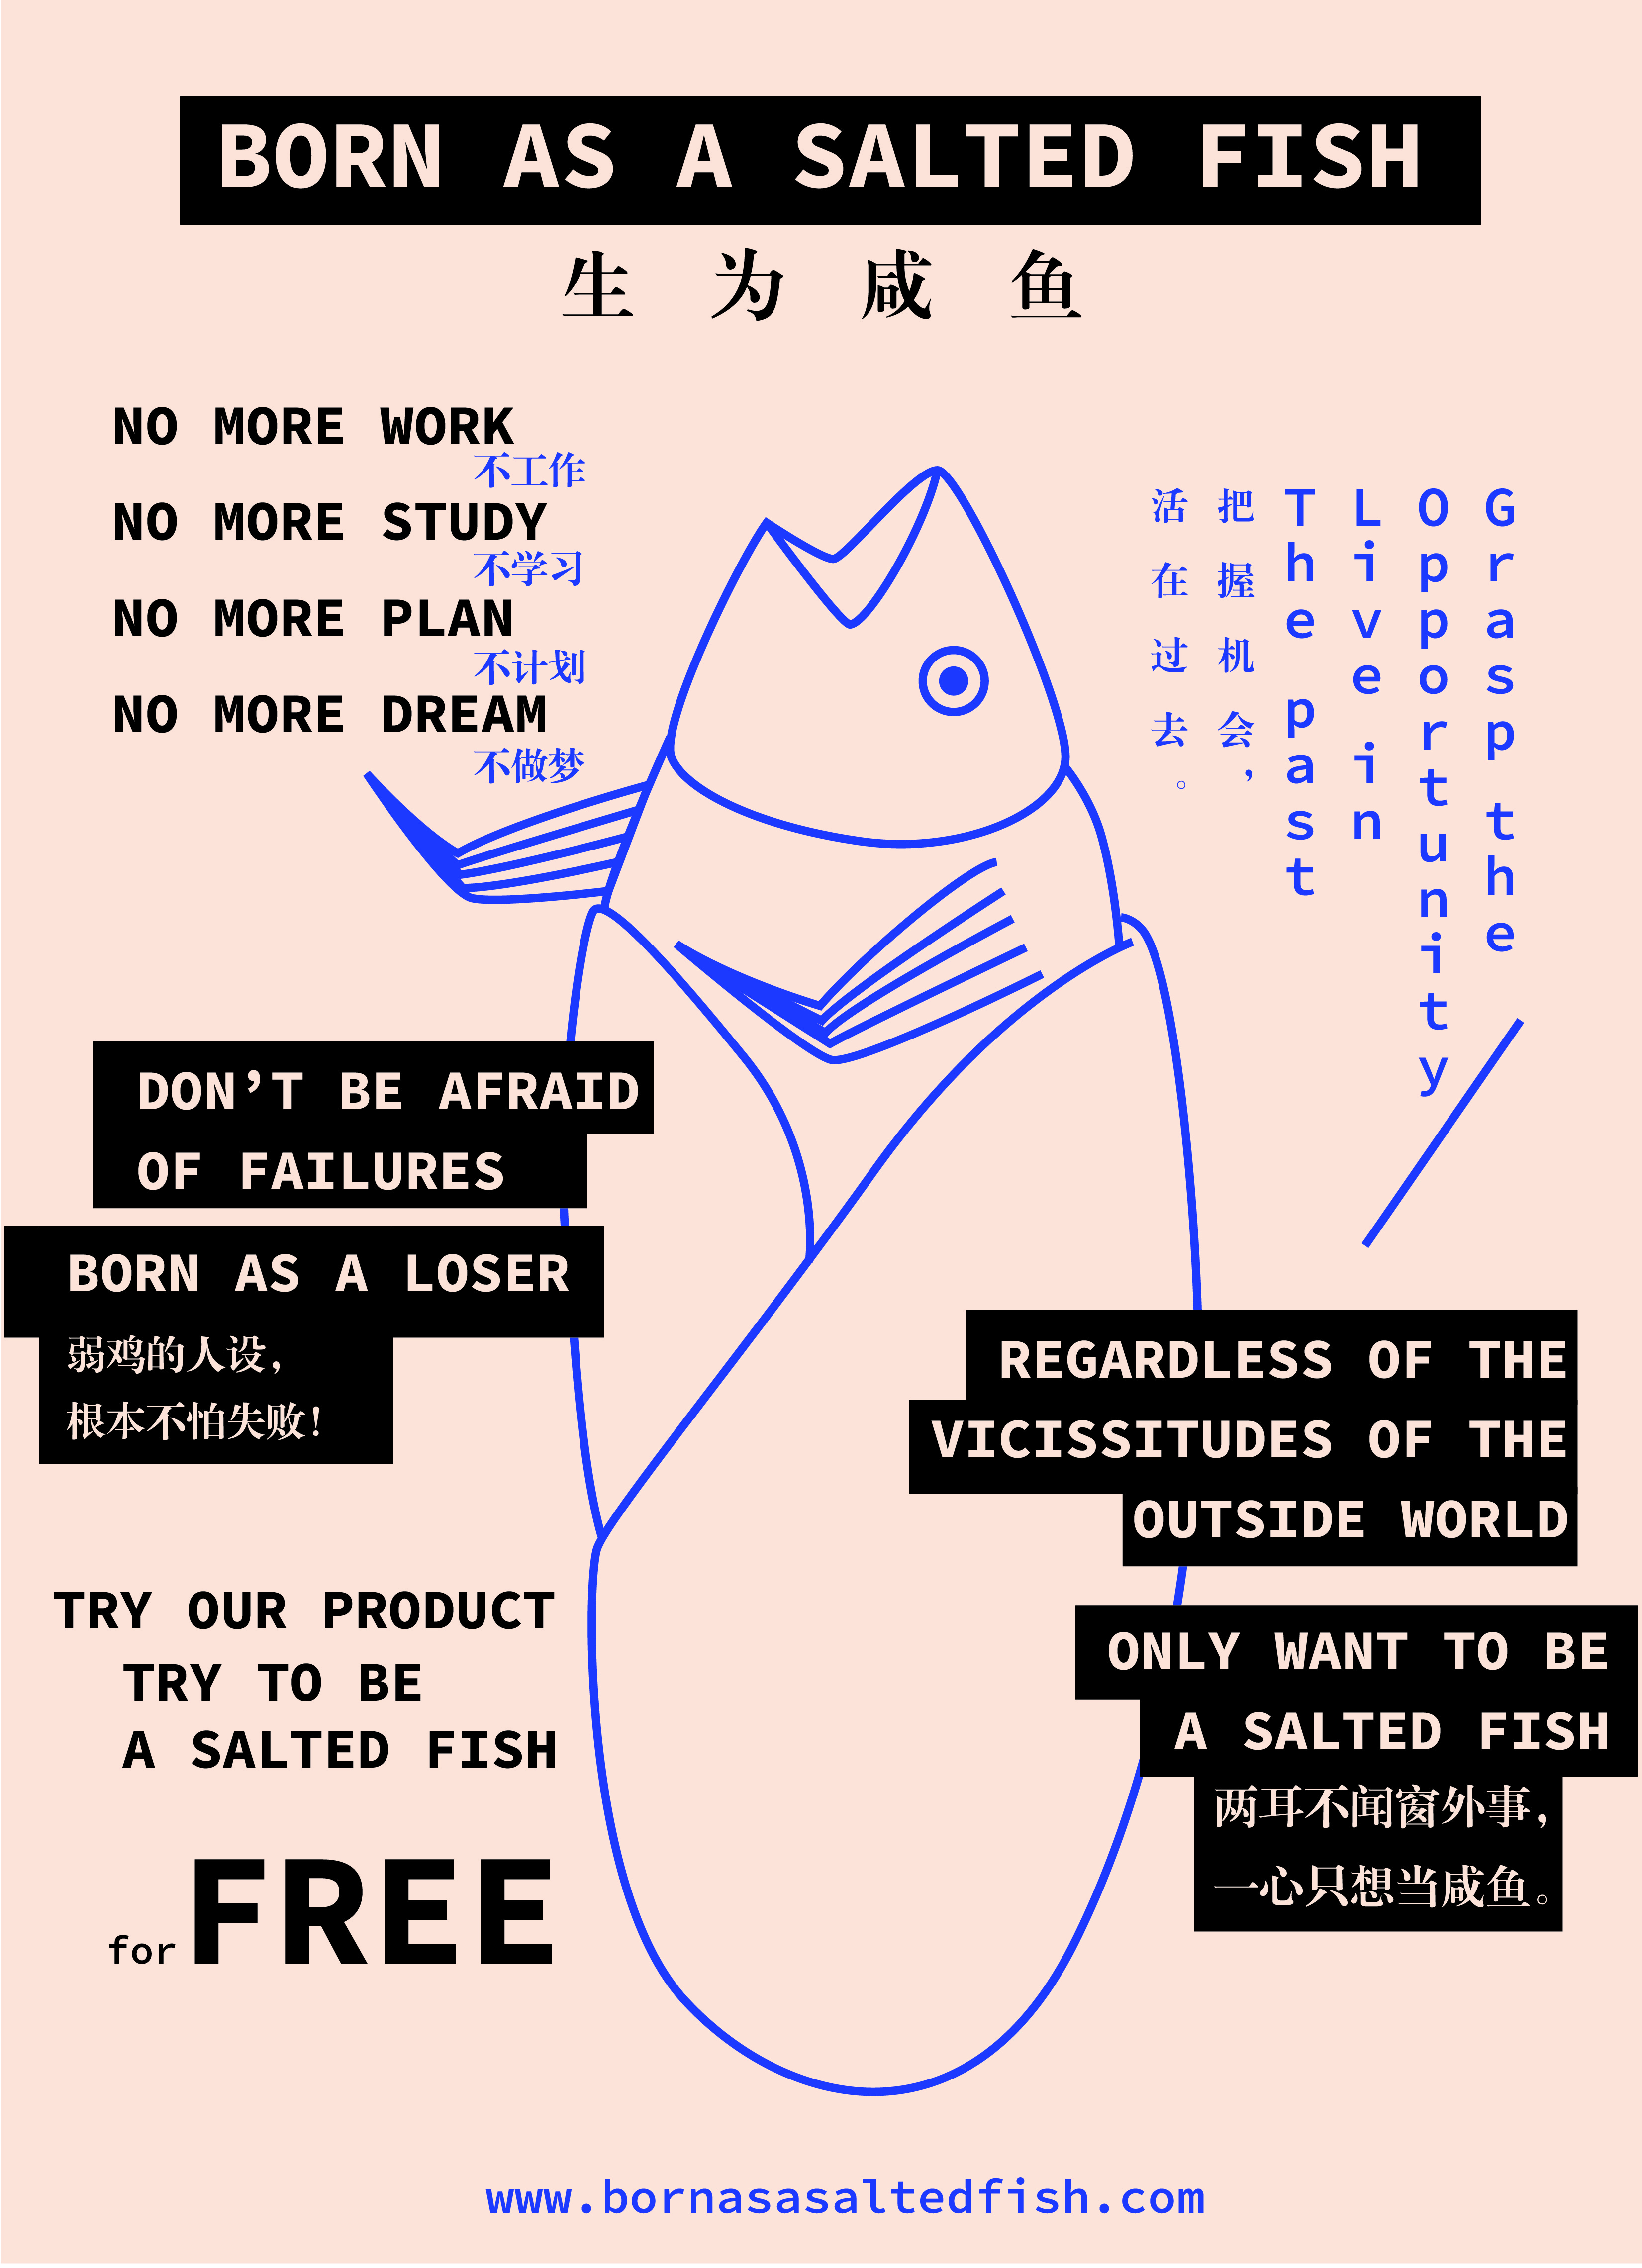 BORN AS A SALTED FISH
生为咸鱼
NO MORE WORK
不工作
NO MORE STUDY
不学习
NO MORE PLAN
不计划
NO MORE DREAM
不做梦
Grasp the
Opportunity
Live in
The past
把握机会，
活在过去。
DON’T BE AFRAID
OF FAILURES
BORN AS A LOSER
弱鸡的人设，
根本不怕失败！
REGARDLESS OF THE
VICISSITUDES OF THE
OUTSIDE WORLD
ONLY WANT TO BE
A SALTED FISH
两耳不闻窗外事，
一心只想当咸鱼。
TRY OUR PRODUCT
TRY TO BE
A SALTED FISH
for FREE
www.bornasasaltedfish.com